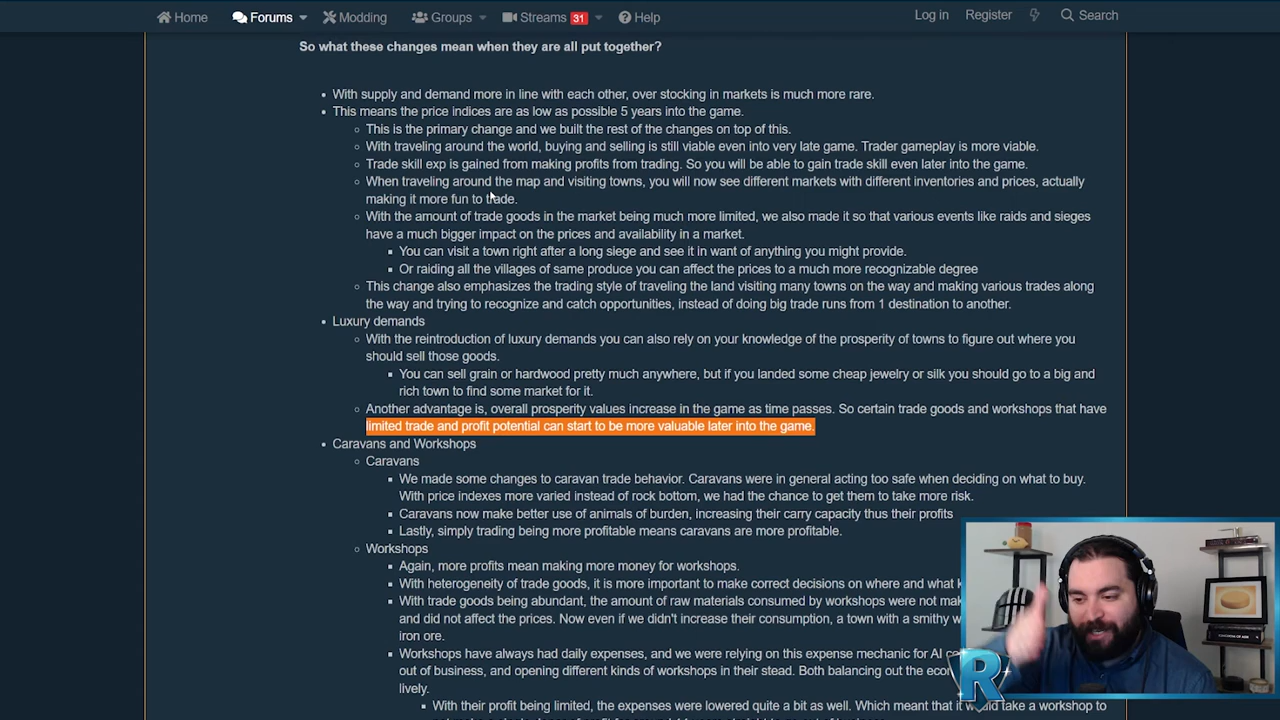 Home
Forums
Modding
Groups
Streams
31
Help
Log in
Register
Search
So what these changes mean when they are all put together?
With supply and demand more in line with each other, over stocking in markets is much more rare.
This means the price indices are as low as possible 5 years into the game.
This is the primary change and we built the rest of the changes on top of this.
With traveling around the world, buying and selling is still viable even into very late game. Trader gameplay is more viable.
Trade skill exp is gained from making profits from trading. So you will be able to gain trade skill even later into the game.
When traveling around the map and visiting towns, you will now see different markets with different inventories and prices, actually
making it more fun to trade.
With the amount of trade goods in the market being much more limited, we also made it so that various events like raids and sieges
have a much bigger impact on the prices and availability in a market.
You can visit a town right after a long siege and see it in want of anything you might provide.
Or raiding all the villages of same produce you can affect the prices to a much more recognizable degree
This change also emphasizes the trading style of traveling the land visiting many towns on the way and making various trades along
the way and trying to recognize and catch opportunities, instead of doing big trade runs from 1 destination to another.
Luxury demands
With the reintroduction of luxury demands you can also rely on your knowledge of the prosperity of towns to figure out where you
should sell those goods.
You can sell grain or hardwood pretty much anywhere, but if you landed some cheap jewelry or silk you should go to a big and
rich town to find some market for it.
Another advantage is, overall prosperity values increase in the game as time passes. So certain trade goods and workshops that have
limited trade and profit potential can start to be more valuable later into the game.
Caravans and Workshops
Caravans
We made some changes to caravan trade behavior. Caravans were in general acting too safe when deciding on what to buy.
With price indexes more varied instead of rock bottom, we had the chance to get them to take more risk.
Caravans now make better use of animals of burden, increasing their carry capacity thus their profits
Lastly, simply trading being more profitable means caravans are more profitable.
Workshops
Again, more profits mean making more money for workshops.
With heterogeneity of trade goods, it is more important to make correct decisions on where and what
With trade goods being abundant, the amount of raw materials consumed by workshops were not
and did not affect the prices. Now even if we didn't increase their consumption, a town with a smithy
iron ore.
Workshops have always had daily expenses, and we were relying on this expense mechanic for AI
out of business, and opening different kinds of workshops in their stead. Both balancing out the
lively.
With their profit being limited, the expenses were lowered quite a bit as well. Which meant that it would take a workshop to
R